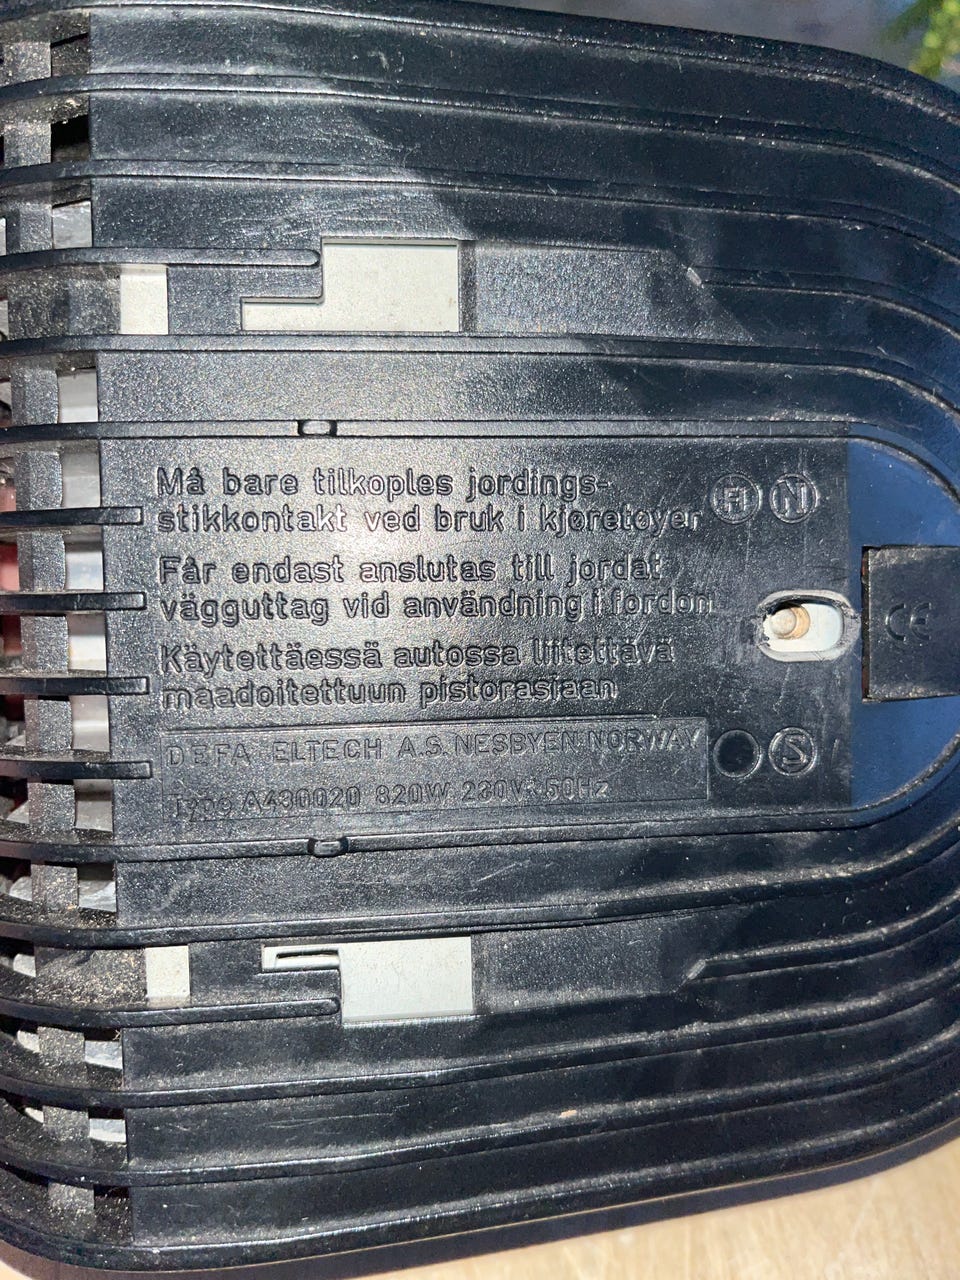 Må bare tilkoples jordings-
stikkontakt ved bruk i kjøretøyer
Får endast anslutas till jordat
vägguttag vid användning i fordon
Käytettäessä autossa liitettävä
maadoitettuun pistorasiaan
DEFA ELTECH A.S. NESBYEN NORWAY
Type A430020 820W 230V~50Hz
N
S
CE